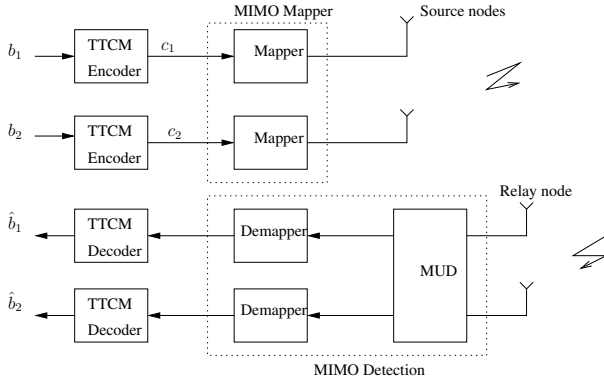 MIMO Mapper
Source nodes
b₁
TTCM
Encoder
c₁
Mapper
b₂
TTCM
Encoder
c₂
Mapper
Relay node
b̂₁
TTCM
Decoder
Demapper
MUD
b̂₂
TTCM
Decoder
Demapper
MIMO Detection